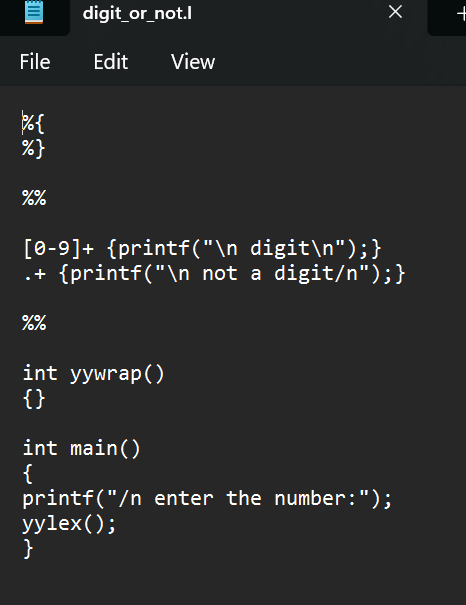 digit_or_not.l
File Edit View
%{
%}
%%
[0-9]+ {printf("\n digit\n");}
.+ {printf("\n not a digit/n");}
%%
int yywrap()
{}
int main()
{
printf("/n enter the number:");
yylex();
}